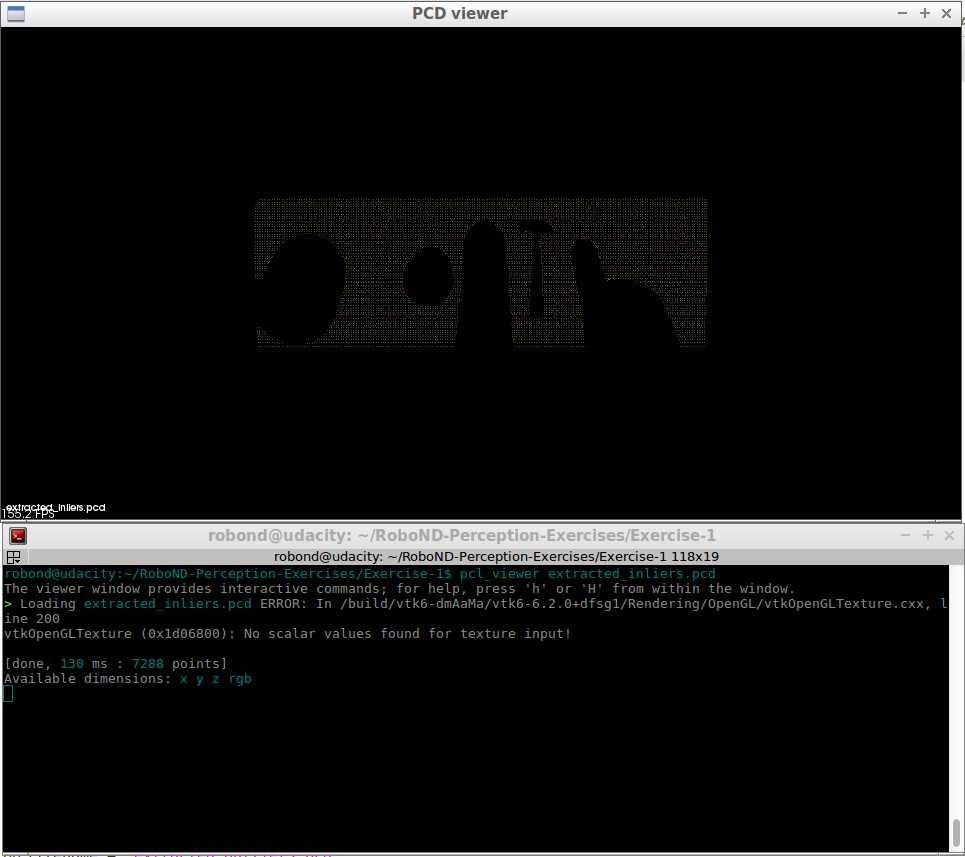 PCD viewer
extracted_inliers.pcd
155.2 FPS
robond@udacity: ~/RoboND-Perception-Exercises/Exercise-1
robond@udacity: ~/RoboND-Perception-Exercises/Exercise-1 118x19
robond@udacity:~/RoboND-Perception-Exercises/Exercise-1$ pcl_viewer extracted_inliers.pcd
The viewer window provides interactive commands; for help, press 'h' or 'H' from within the window.
> Loading extracted_inliers.pcd ERROR: In /build/vtk6-dmAaMa/vtk6-6.2.0+dfsg1/Rendering/OpenGL/vtkOpenGLTexture.cxx, l
ine 200
vtkOpenGLTexture (0x1d06800): No scalar values found for texture input!
[done, 130 ms : 7288 points]
Available dimensions: x y z rgb